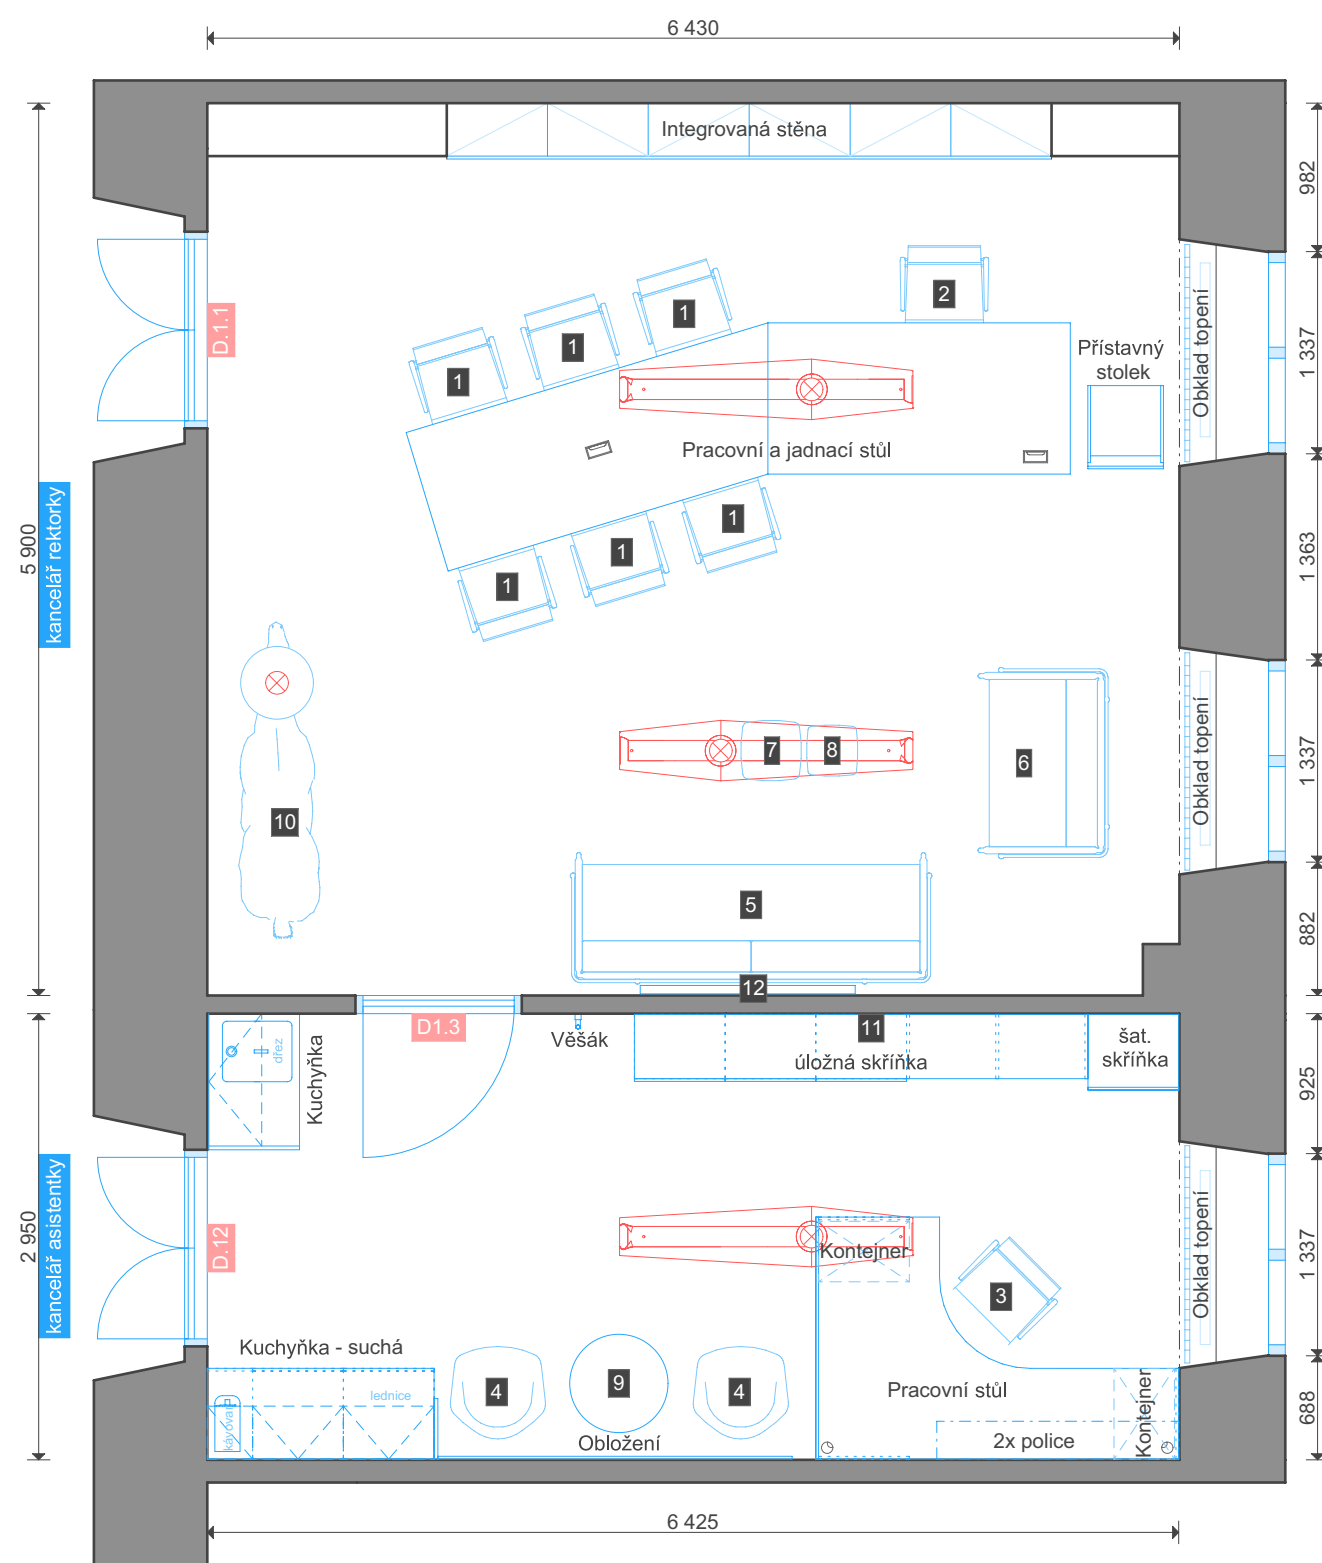 6 430
Integrovaná stěna
982
1 337
1 363
1 337
882
925
1 337
688
5 900
kancelář rektorky
2 950
kancelář asistentky
D.1.1
2
1
1
1
Přístavný
stolek
Obklad topení
Pracovní a jadnací stůl
1
1
1
10
7
8
6
Obklad topení
5
12
D1.3
Věšák
11
úložná skříňka
šat.
skříňka
dřez
Kuchyňka
D.12
Kontejner
3
Obklad topení
Kuchyňka - suchá
lednice
kávovar
4
9
4
Obložení
Pracovní stůl
2x police
Kontejner
6 425